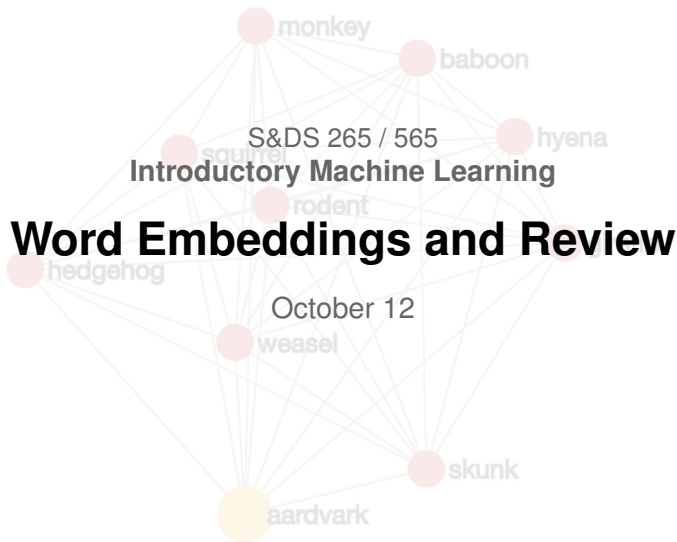 monkey
baboon
S&DS 265 / 565
hyena
squirrel
Introductory Machine Learning
rodent
Word Embeddings and Review
hedgehog
October 12
weasel
skunk
aardvark